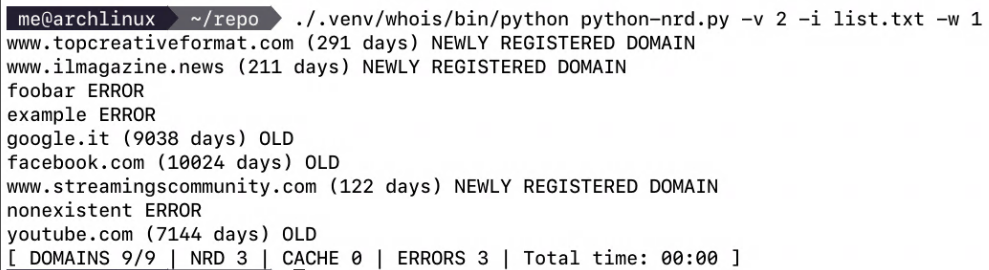 me@archlinux ~/repo ./.venv/whois/bin/python python-nrd.py -v 2 -i list.txt -w 1
www.topcreativeformat.com (291 days) NEWLY REGISTERED DOMAIN
www.ilmagazine.news (211 days) NEWLY REGISTERED DOMAIN
foobar ERROR
example ERROR
google.it (9038 days) OLD
facebook.com (10024 days) OLD
www.streamingscommunity.com (122 days) NEWLY REGISTERED DOMAIN
nonexistent ERROR
youtube.com (7144 days) OLD
[ DOMAINS 9/9 | NRD 3 | CACHE 0 | ERRORS 3 | Total time: 00:00 ]